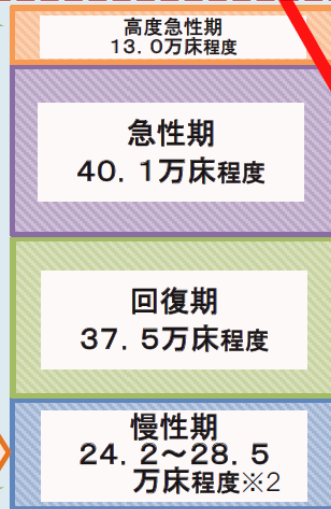 高度急性期
13.0万床程度
急性期
40.1万床程度
回復期
37.5万床程度
慢性期
24.2～28.5
万床程度※2